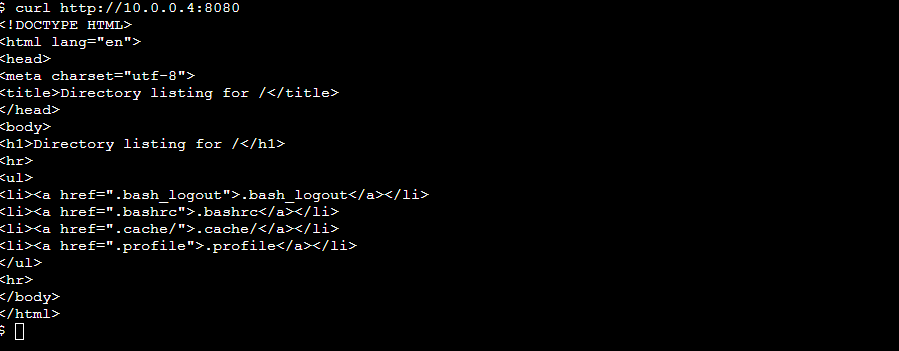 $ curl http://10.0.0.4:8080
<!DOCTYPE HTML>
<html lang="en">
<head>
<meta charset="utf-8">
<title>Directory listing for /</title>
</head>
<body>
<h1>Directory listing for /</h1>
<hr>
<ul>
<li><a href=".bash_logout">.bash_logout</a></li>
<li><a href=".bashrc">.bashrc</a></li>
<li><a href=".cache/">.cache/</a></li>
<li><a href=".profile">.profile</a></li>
</ul>
<hr>
</body>
</html>
$